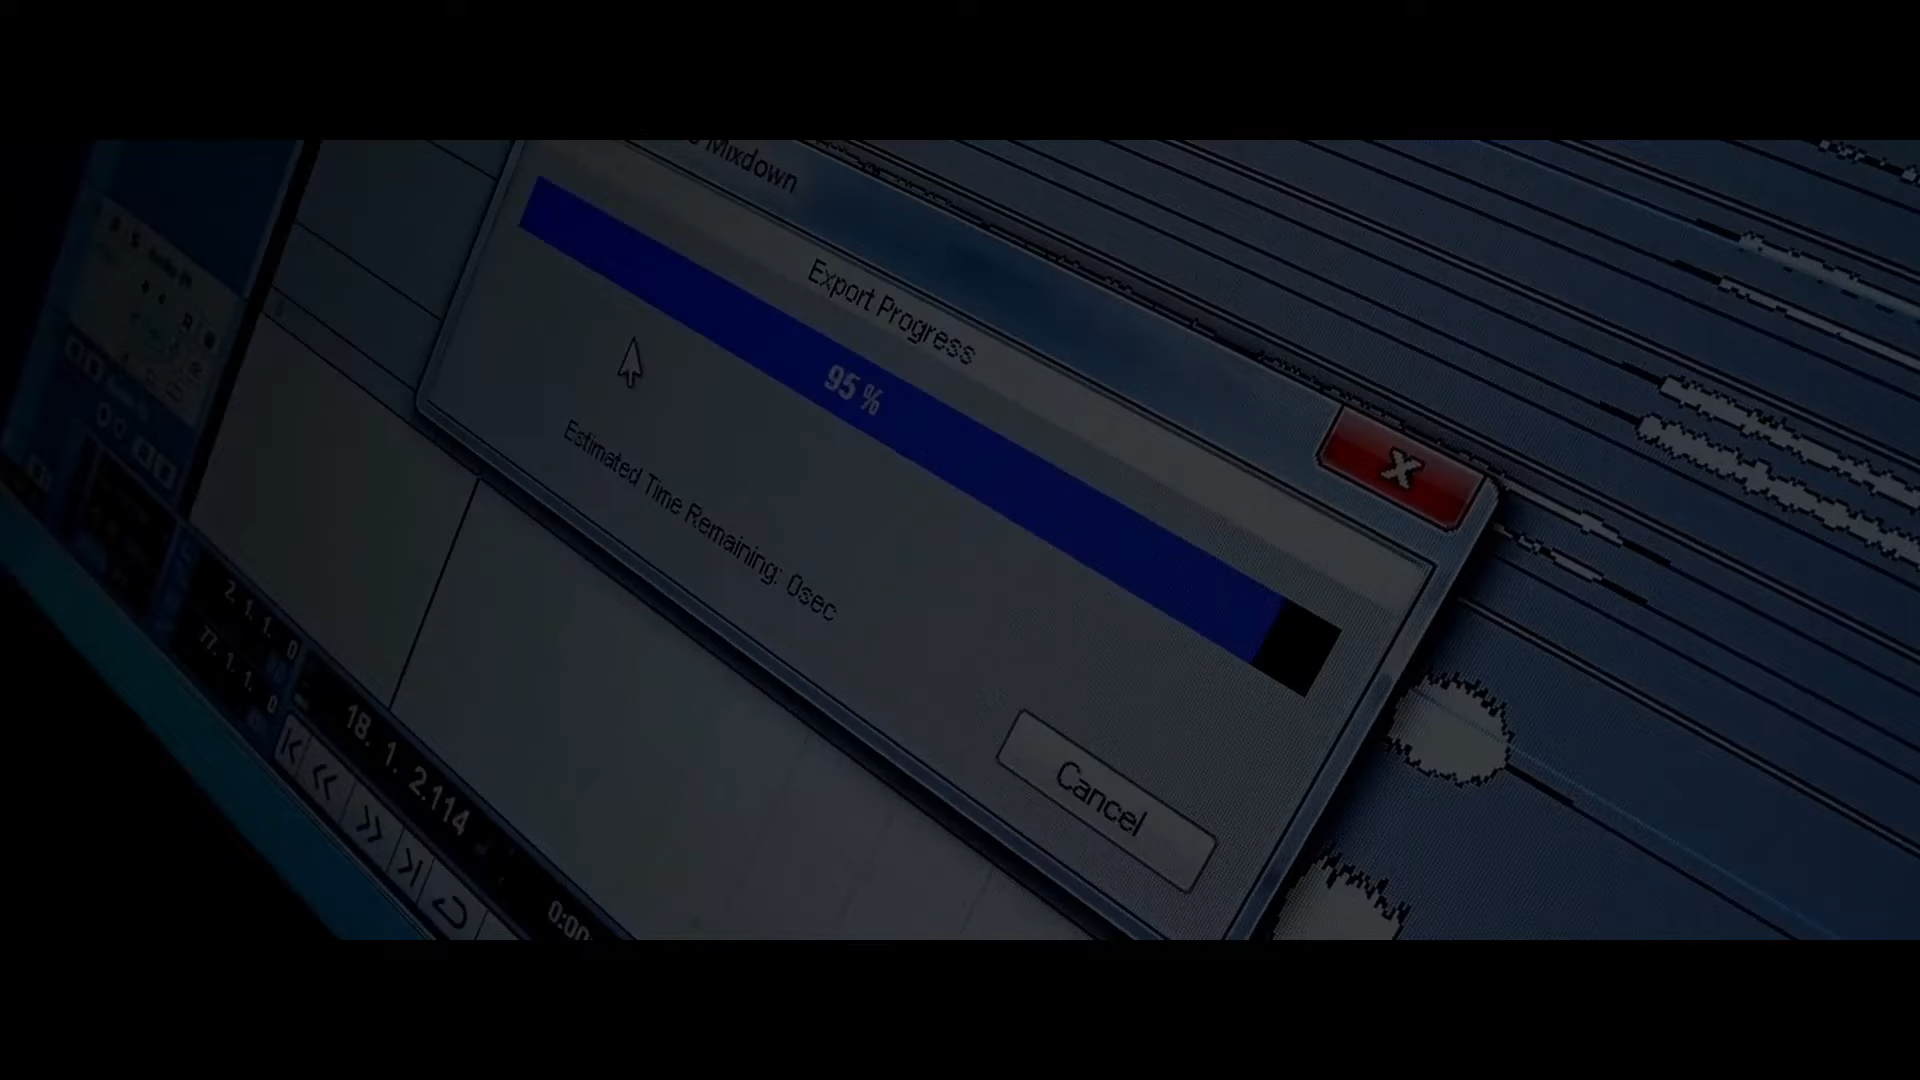 Mixdown
Export Progress
95 %
Estimated Time Remaining: 0sec
X
Cancel
2. 1. 1. 0
77. 1. 1. 0
18. 1. 2.114
0:00